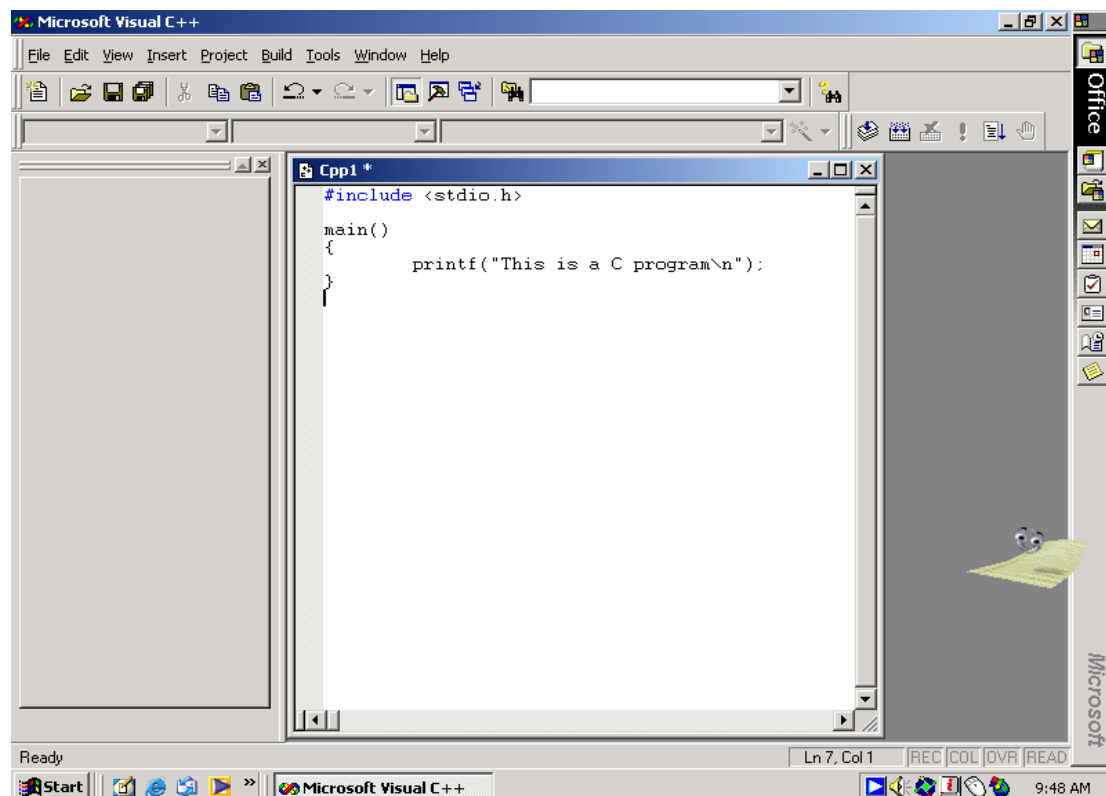 Microsoft Visual C++
File Edit View Insert Project Build Tools Window Help
Office
Cpp1 *
#include <stdio.h>
main()
{
printf("This is a C program\n");
}
Microsoft
Ready
Ln 7, Col 1
REC COL OVR READ
Start
»
Microsoft Visual C++
9:48 AM